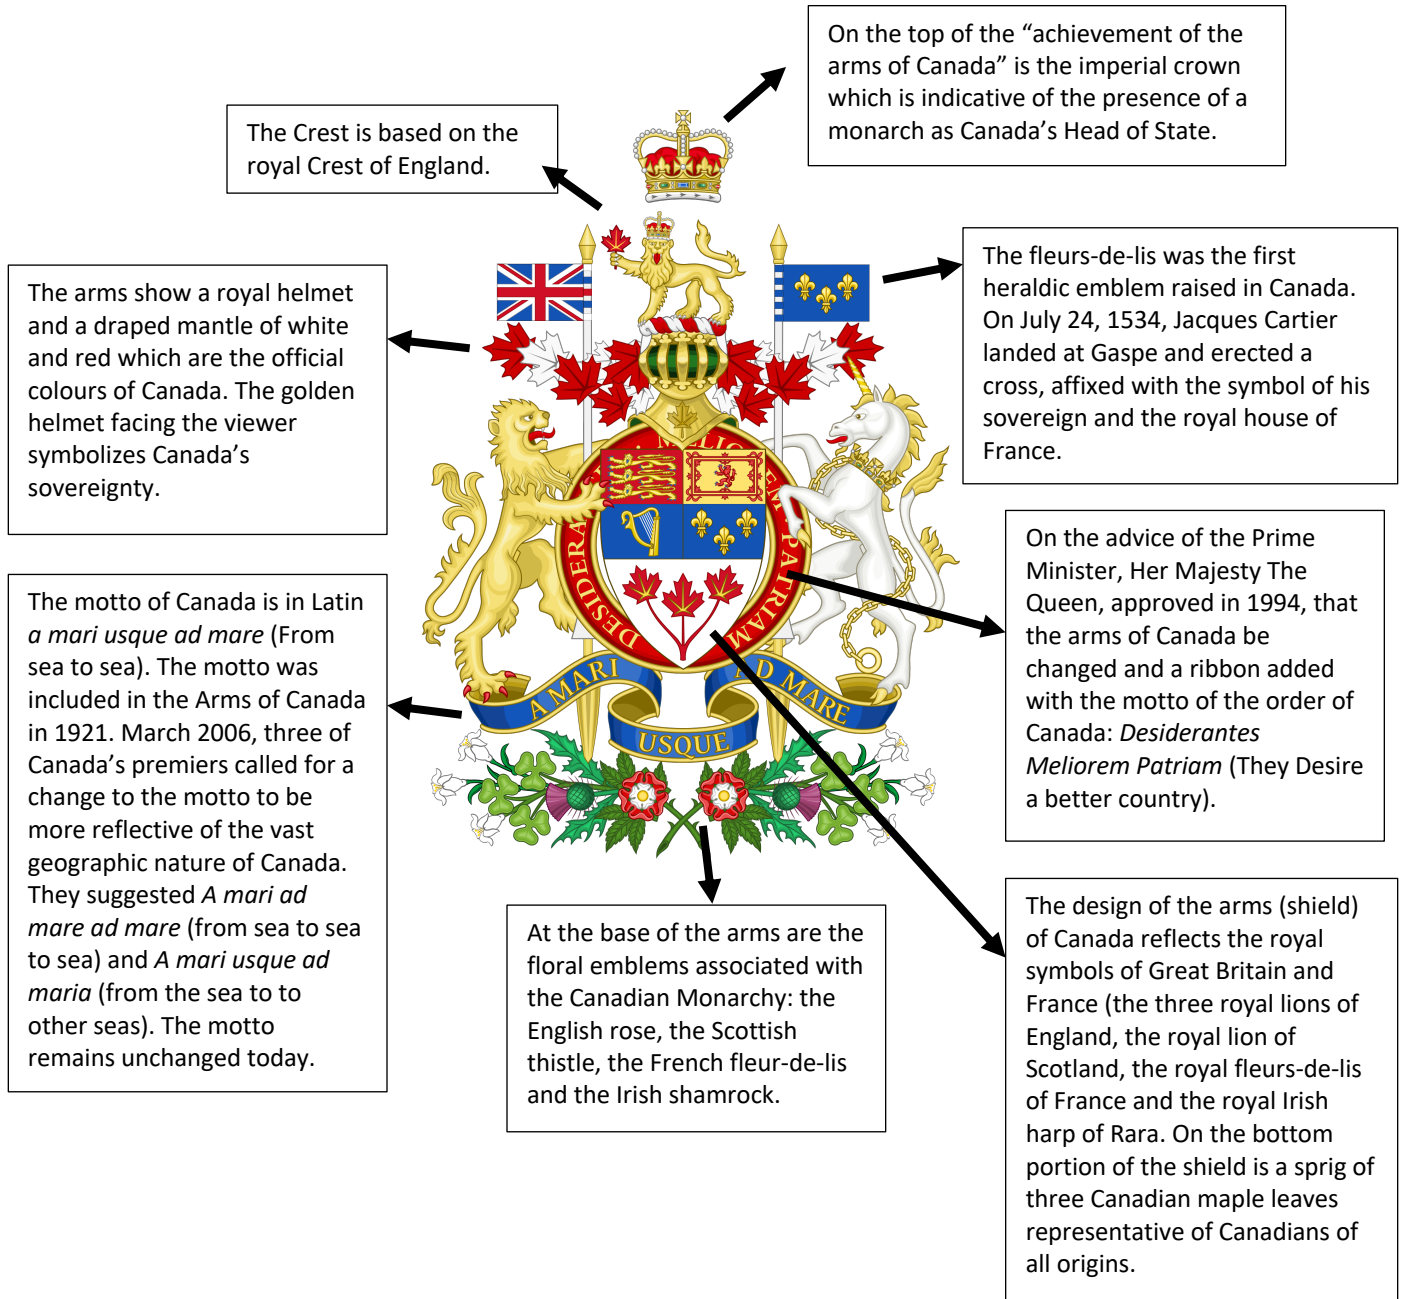 On the top of the “achievement of the
arms of Canada” is the imperial crown
which is indicative of the presence of a
monarch as Canada’s Head of State.
The Crest is based on the
royal Crest of England.
The fleurs-de-lis was the first
heraldic emblem raised in Canada.
On July 24, 1534, Jacques Cartier
landed at Gaspe and erected a
cross, affixed with the symbol of his
sovereign and the royal house of
France.
The arms show a royal helmet
and a draped mantle of white
and red which are the official
colours of Canada. The golden
helmet facing the viewer
symbolizes Canada’s
sovereignty.
On the advice of the Prime
Minister, Her Majesty The
Queen, approved in 1994, that
the arms of Canada be
changed and a ribbon added
with the motto of the order of
Canada: Desiderantes
Meliorem Patriam (They Desire
a better country).
The motto of Canada is in Latin
a mari usque ad mare (From
sea to sea). The motto was
included in the Arms of Canada
in 1921. March 2006, three of
Canada’s premiers called for a
change to the motto to be
more reflective of the vast
geographic nature of Canada.
They suggested A mari ad
mare ad mare (from sea to sea
to sea) and A mari usque ad
maria (from the sea to to
other seas). The motto
remains unchanged today.
A MARI
USQUE
AD MARE
PATRIAM
At the base of the arms are the
floral emblems associated with
the Canadian Monarchy: the
English rose, the Scottish
thistle, the French fleur-de-lis
and the Irish shamrock.
The design of the arms (shield)
of Canada reflects the royal
symbols of Great Britain and
France (the three royal lions of
England, the royal lion of
Scotland, the royal fleurs-de-lis
of France and the royal Irish
harp of Rara. On the bottom
portion of the shield is a sprig of
three Canadian maple leaves
representative of Canadians of
all origins.